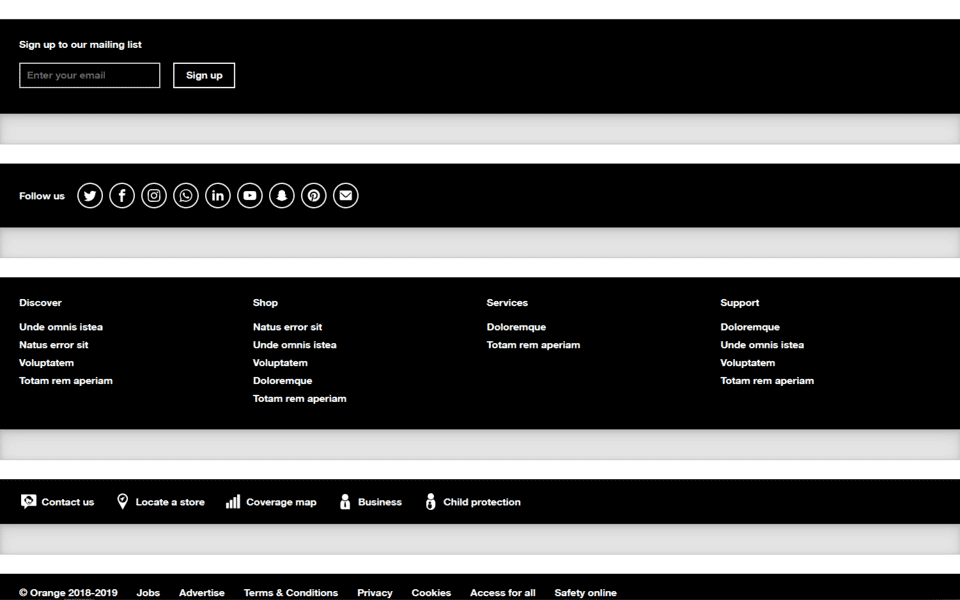 Sign up to our mailing list
Enter your email Sign up
Follow us
Discover Shop Services Support
Unde omnis istea Natus error sit Doloremque Doloremque
Natus error sit Unde omnis istea Totam rem aperiam Unde omnis istea
Voluptatem Voluptatem Voluptatem
Totam rem aperiam Doloremque Totam rem aperiam
Totam rem aperiam
Contact us Locate a store Coverage map Business Child protection
© Orange 2018-2019 Jobs Advertise Terms & Conditions Privacy Cookies Access for all Safety online